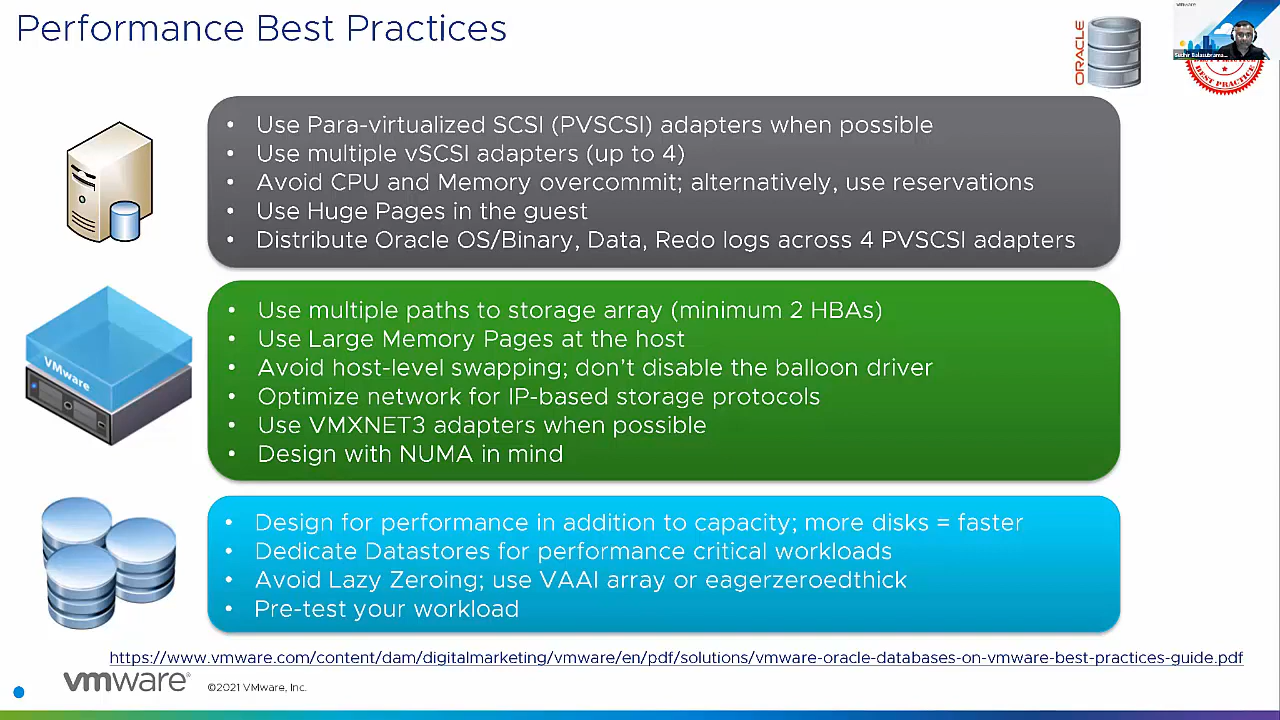 Performance Best Practices
ORACLE
vmware
Sudhir Balasubrama...
BEST PRACTICE
• Use Para-virtualized SCSI (PVSCSI) adapters when possible
• Use multiple vSCSI adapters (up to 4)
• Avoid CPU and Memory overcommit; alternatively, use reservations
• Use Huge Pages in the guest
• Distribute Oracle OS/Binary, Data, Redo logs across 4 PVSCSI adapters
VMware
• Use multiple paths to storage array (minimum 2 HBAs)
• Use Large Memory Pages at the host
• Avoid host-level swapping; don’t disable the balloon driver
• Optimize network for IP-based storage protocols
• Use VMXNET3 adapters when possible
• Design with NUMA in mind
• Design for performance in addition to capacity; more disks = faster
• Dedicate Datastores for performance critical workloads
• Avoid Lazy Zeroing; use VAAI array or eagerzeroedthick
• Pre-test your workload
https://www.vmware.com/content/dam/digitalmarketing/vmware/en/pdf/solutions/vmware-oracle-databases-on-vmware-best-practices-guide.pdf
vmware®
©2021 VMware, Inc.